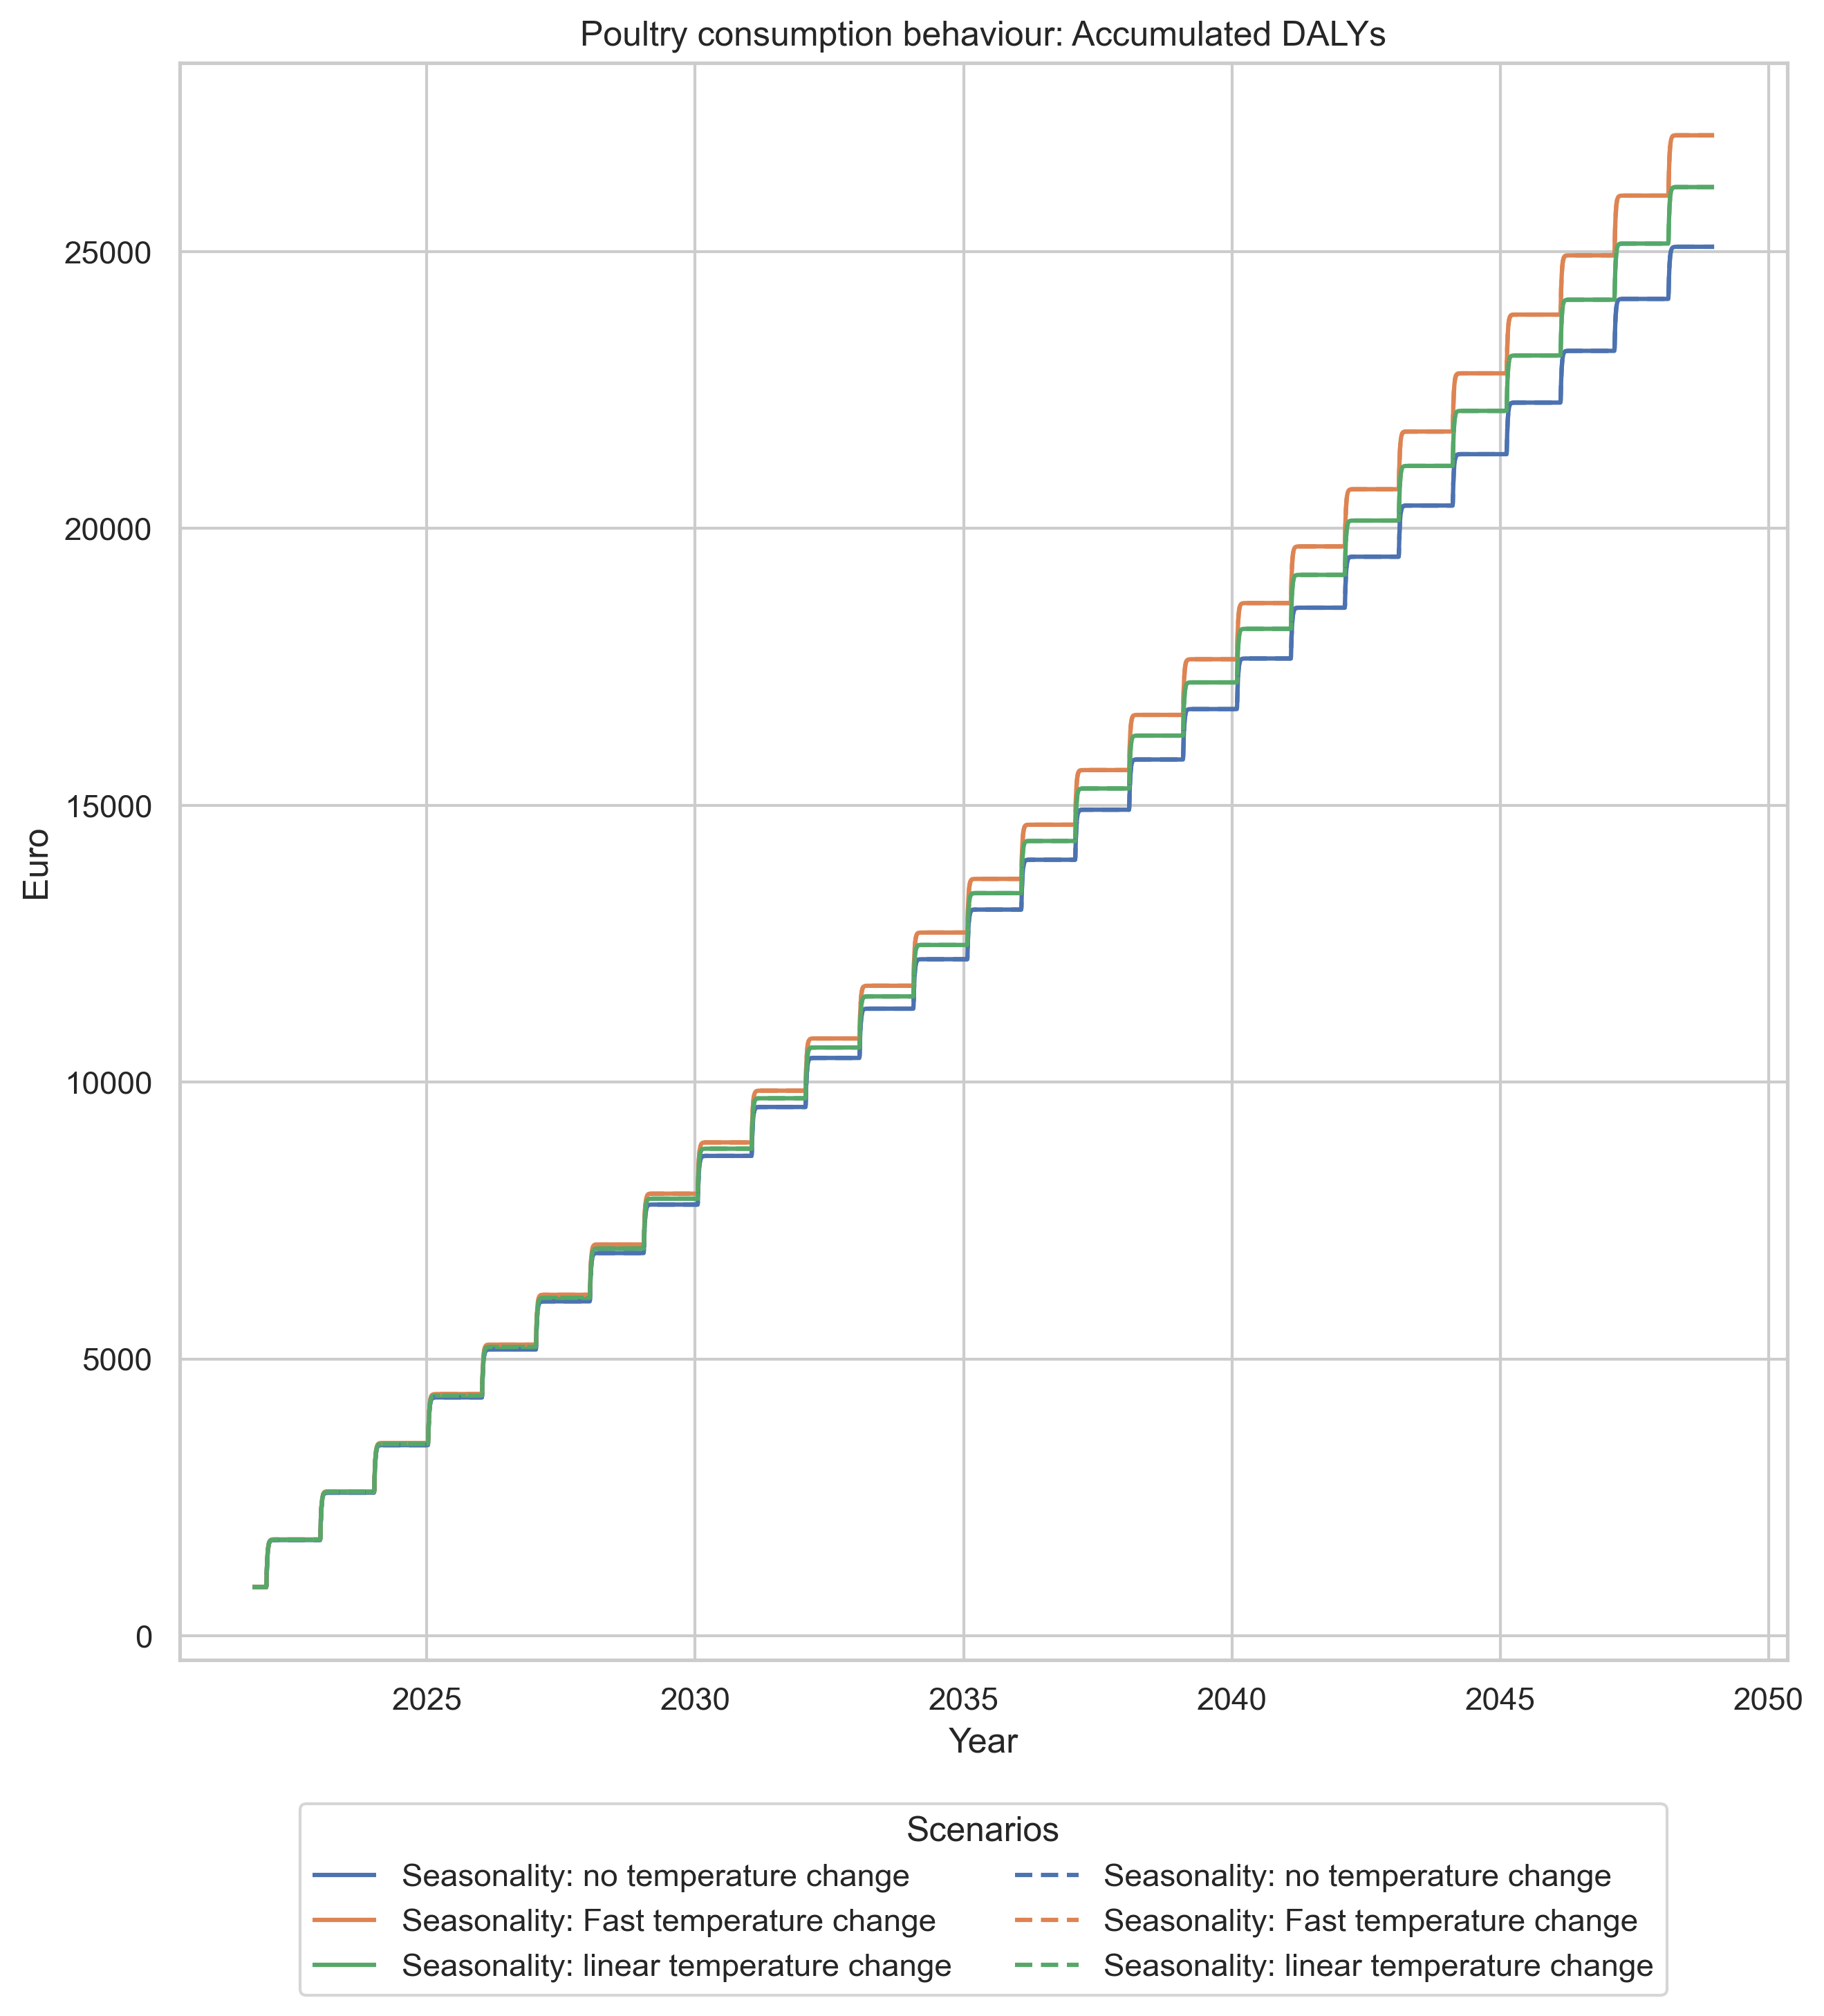 Poultry consumption behaviour: Accumulated DALYs
25000
20000
15000
10000
5000
0
Euro
2025 2030 2035 2040 2045 2050
Year
Scenarios
Seasonality: no temperature change Seasonality: no temperature change
Seasonality: Fast temperature change Seasonality: Fast temperature change
Seasonality: linear temperature change Seasonality: linear temperature change